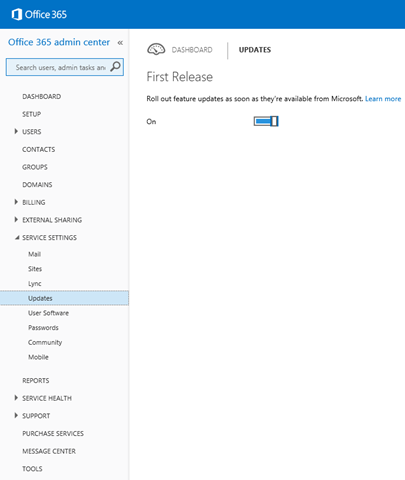 Office 365
Office 365 admin center «
Search users, admin tasks and
DASHBOARD
SETUP
USERS
CONTACTS
GROUPS
DOMAINS
BILLING
EXTERNAL SHARING
SERVICE SETTINGS
Mail
Sites
Lync
Updates
User Software
Passwords
Community
Mobile
REPORTS
SERVICE HEALTH
SUPPORT
PURCHASE SERVICES
MESSAGE CENTER
TOOLS
DASHBOARD UPDATES
First Release
Roll out feature updates as soon as they're available from Microsoft. Learn more
On